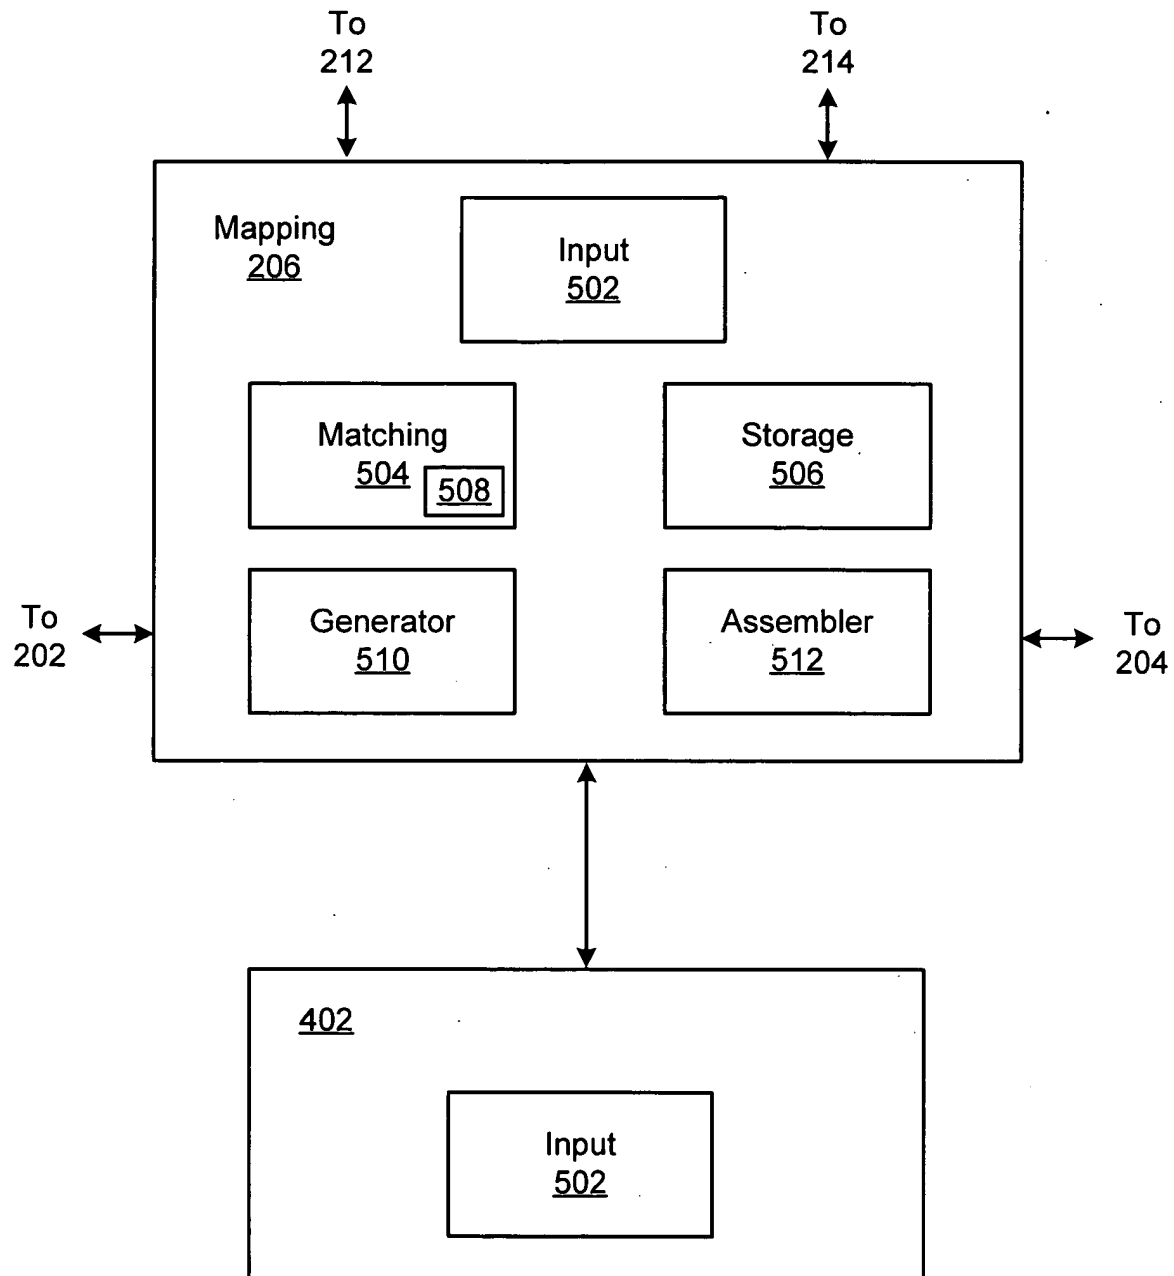 To
212
To
214
Mapping
206
Input
502
Matching
504
508
Storage
506
Generator
510
Assembler
512
To
202
To
204
402
Input
502